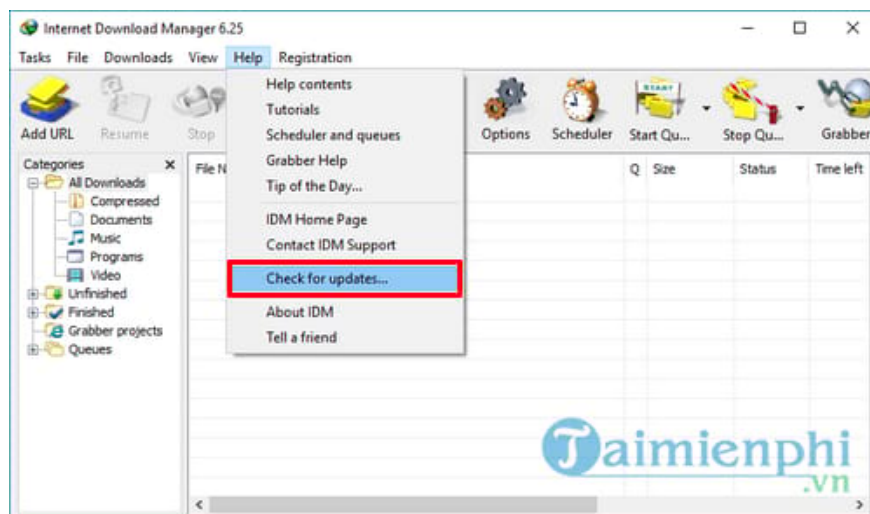 Internet Download Manager 6.25
Tasks File Downloads View Help Registration
Add URL Resume Stop Options Scheduler Start Qu... Stop Qu... Grabber
Help contents
Tutorials
Scheduler and queues
Grabber Help
Tip of the Day...
IDM Home Page
Contact IDM Support
Check for updates...
About IDM
Tell a friend
Categories
All Downloads
Compressed
Documents
Music
Programs
Video
Unfinished
Finished
Grabber projects
Queues
File N Q Size Status Time left
Taimienphi
.vn